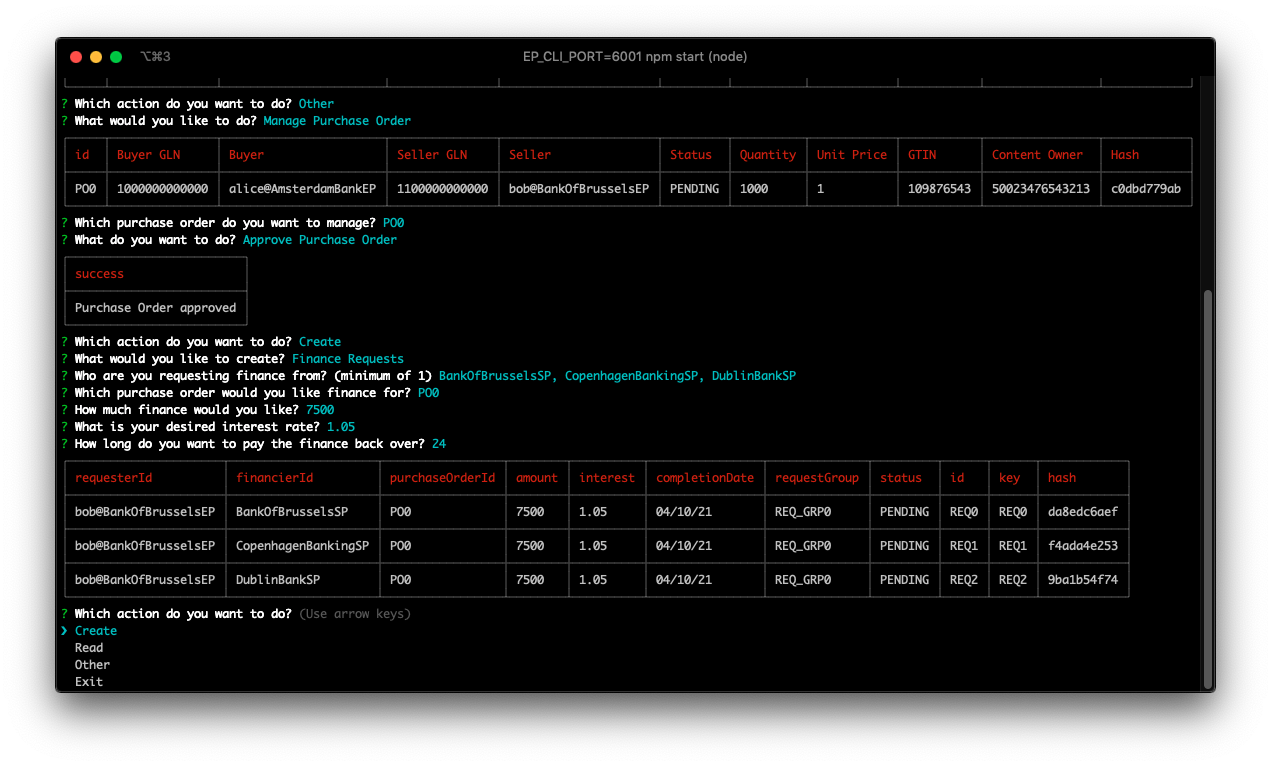 ⌥⌘3 EP_CLI_PORT=6001 npm start (node)
? Which action do you want to do? Other
? What would you like to do? Manage Purchase Order
id Buyer GLN Buyer Seller GLN Seller Status Quantity Unit Price GTIN Content Owner Hash
PO0 1000000000000 alice@AmsterdamBankEP 1100000000000 bob@BankOfBrusselsEP PENDING 1000 1 109876543 50023476543213 c0dbd779ab
? Which purchase order do you want to manage? PO0
? What do you want to do? Approve Purchase Order
success
Purchase Order approved
? Which action do you want to do? Create
? What would you like to create? Finance Requests
? Who are you requesting finance from? (minimum of 1) BankOfBrusselsSP, CopenhagenBankingSP, DublinBankSP
? Which purchase order would you like finance for? PO0
? How much finance would you like? 7500
? What is your desired interest rate? 1.05
? How long do you want to pay the finance back over? 24
requesterId financierId purchaseOrderId amount interest completionDate requestGroup status id key hash
bob@BankOfBrusselsEP BankOfBrusselsSP PO0 7500 1.05 04/10/21 REQ_GRP0 PENDING REQ0 REQ0 da8edc6aef
bob@BankOfBrusselsEP CopenhagenBankingSP PO0 7500 1.05 04/10/21 REQ_GRP0 PENDING REQ1 REQ1 f4ada4e253
bob@BankOfBrusselsEP DublinBankSP PO0 7500 1.05 04/10/21 REQ_GRP0 PENDING REQ2 REQ2 9ba1b54f74
? Which action do you want to do? (Use arrow keys)
❯ Create
Read
Other
Exit